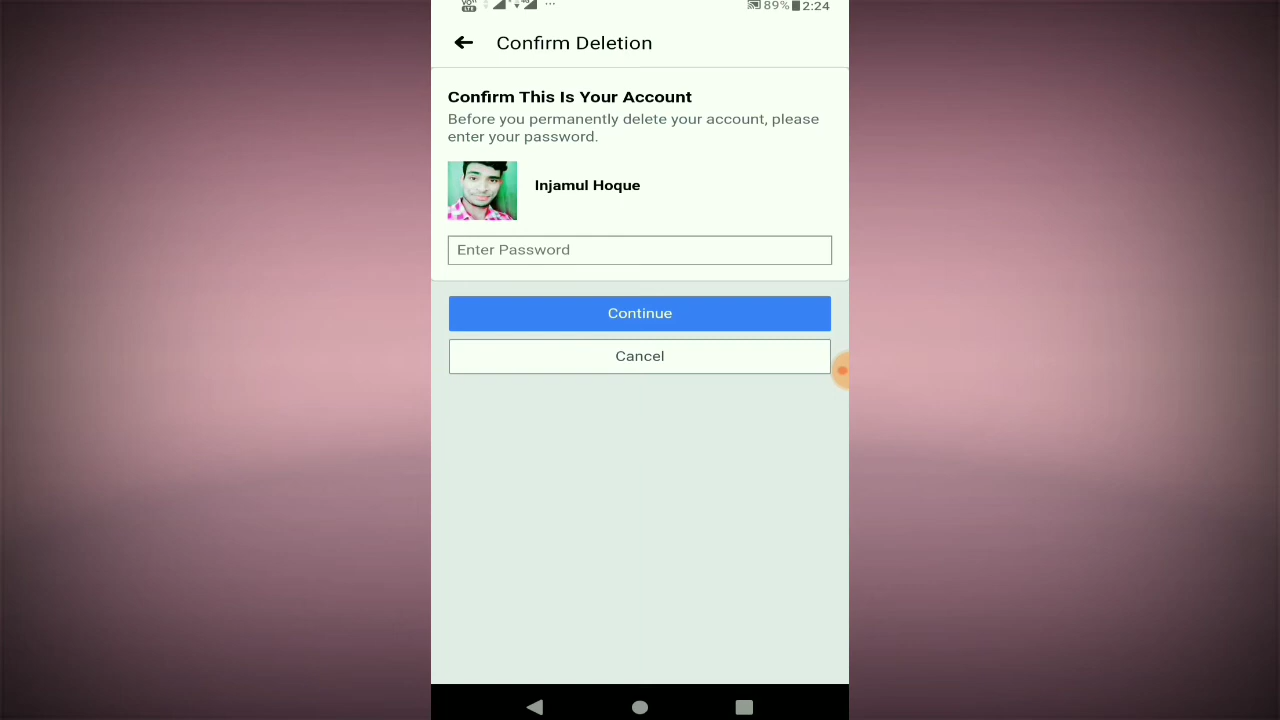 89% 2:24
Confirm Deletion
Confirm This Is Your Account
Before you permanently delete your account, please
enter your password.
Injamul Hoque
Enter Password
Continue
Cancel